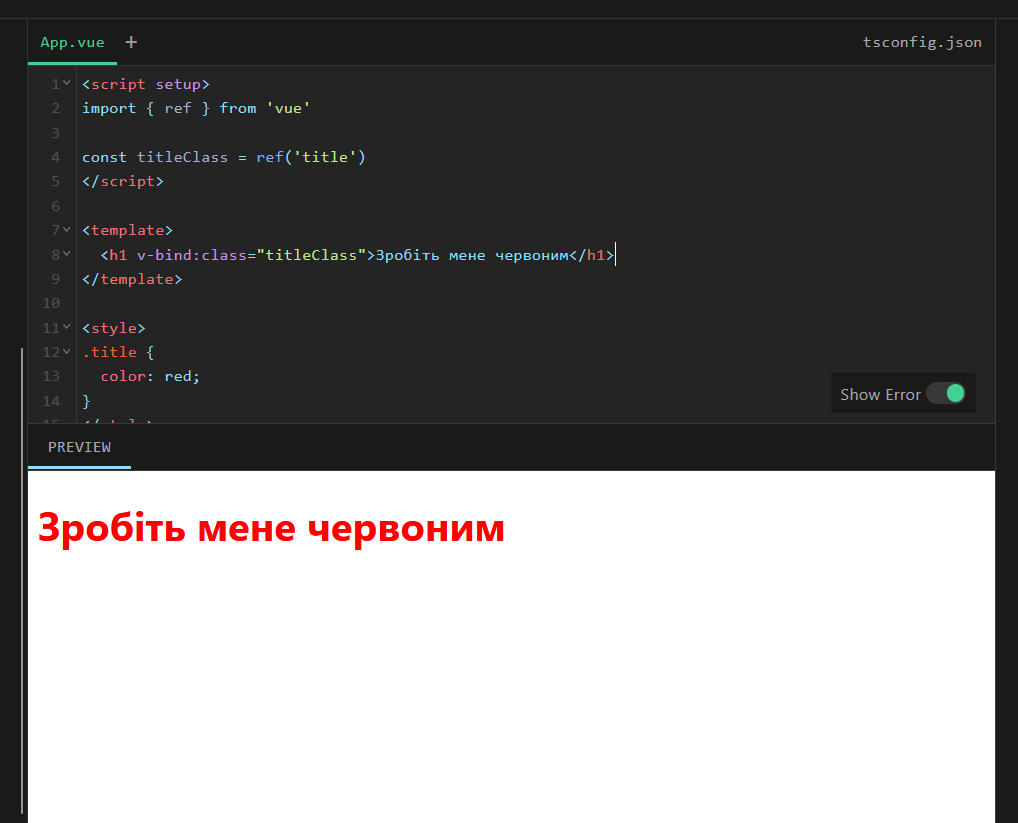 App.vue +
tsconfig.json
1 <script setup>
2 import { ref } from 'vue'
3
4 const titleClass = ref('title')
5 </script>
6
7 <template>
8   <h1 v-bind:class="titleClass">Зробіть мене червоним</h1>
9 </template>
10
11 <style>
12 .title {
13   color: red;
14 }
Show Error
PREVIEW
Зробіть мене червоним